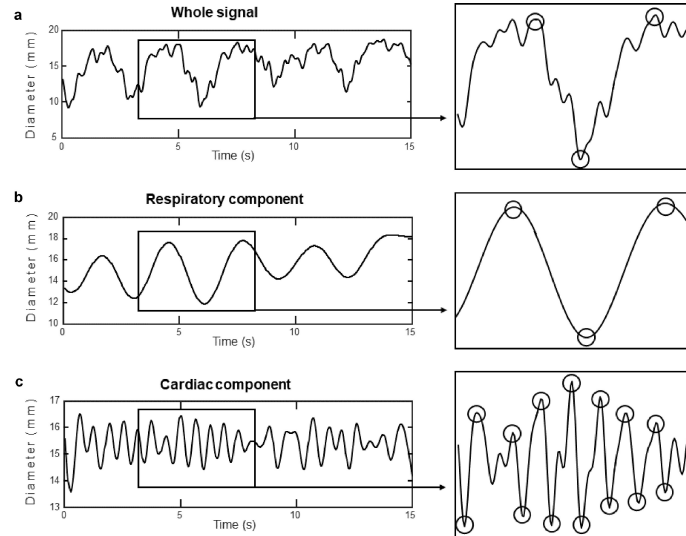 a
Whole signal
Diameter (mm)
20
15
10
5
0
5
10
15
Time (s)
b
Respiratory component
Diameter (mm)
20
18
16
14
12
10
0
5
10
15
Time (s)
c
Cardiac component
Diameter (mm)
17
16
15
14
13
0
5
10
15
Time (s)